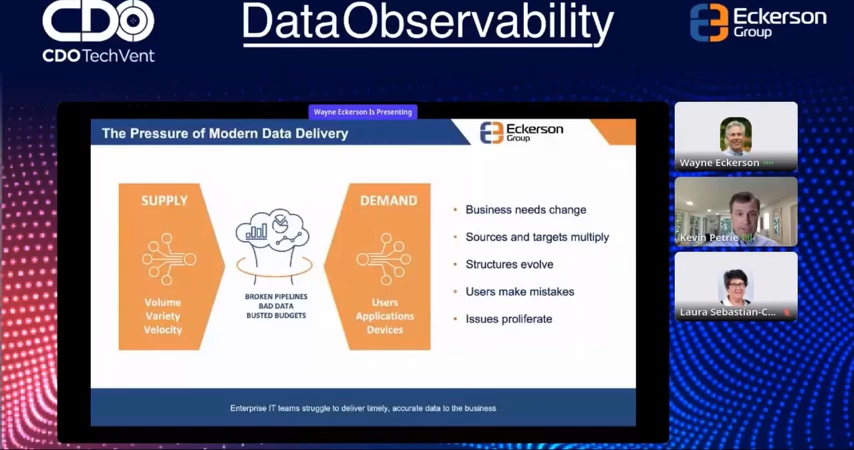 CDO
CDO TechVent
DataObservability
Eckerson
Group
Wayne Eckerson Is Presenting
The Pressure of Modern Data Delivery
Eckerson
Group
SUPPLY
Volume
Variety
Velocity
BROKEN PIPELINES
BAD DATA
BUSTED BUDGETS
DEMAND
Users
Applications
Devices
• Business needs change
• Sources and targets multiply
• Structures evolve
• Users make mistakes
• Issues proliferate
Enterprise IT teams struggle to deliver timely, accurate data to the business
Wayne Eckerson
Kevin Petrie
Laura Sebastian-C...